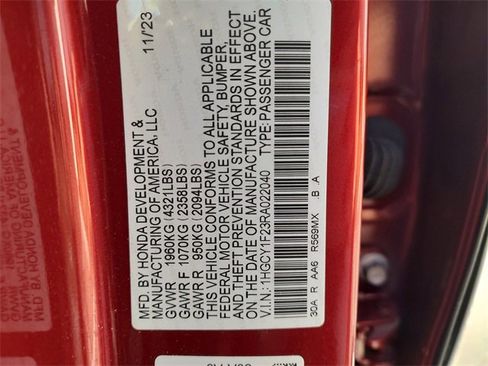 MFD. BY HONDA DEVELOPMENT & 11/23
MANUFACTURING OF AMERICA, LLC
GVWR 1960KG (4321LBS)
GAWR F 1070KG (2358LBS)
GAWR R 950KG (2094LBS)
THIS VEHICLE CONFORMS TO ALL APPLICABLE
FEDERAL MOTOR VEHICLE SAFETY, BUMPER,
AND THEFT PREVENTION STANDARDS IN EFFECT
ON THE DATE OF MANUFACTURE SHOWN ABOVE.
V.I.N.: 1HGCY1F23RA022040 TYPE: PASSENGER CAR
30A R AA6 R569MX B A